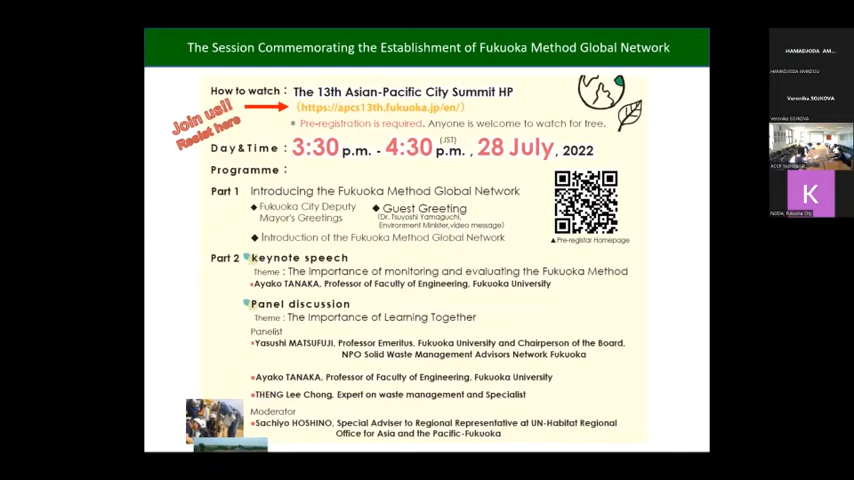 The Session Commemorating the Establishment of Fukuoka Method Global Network
How to watch : The 13th Asian-Pacific City Summit HP
(https://apcs13th.fukuoka.jp/en/)
Join us!!
Resist here
* Pre-registration is required. Anyone is welcome to watch for free.
Day&Time : 3:30 p.m. - 4:30 p.m. (JST), 28 July, 2022
Programme :
Part 1 Introducing the Fukuoka Method Global Network
◆ Fukuoka City Deputy
Mayor's Greetings
◆ Guest Greeting
(Dr. Tsuyoshi Yamaguchi,
Environment Minister, video message)
◆ Introduction of the Fukuoka Method Global Network
▲Pre-registar Homepage
Part 2 keynote speech
Theme : The Importance of monitoring and evaluating the Fukuoka Method
Ayako TANAKA, Professor of Faculty of Engineering, Fukuoka University
Panel discussion
Theme : The Importance of Learning Together
Panelist
Yasushi MATSUFUJI, Professor Emeritus, Fukuoka University and Chairperson of the Board,
NPO Solid Waste Management Advisors Network Fukuoka
Ayako TANAKA, Professor of Faculty of Engineering, Fukuoka University
THENG Lee Chong, Expert on waste management and Specialist
Moderator
Sachiyo HOSHINO, Special Adviser to Regional Representative at UN-Habitat Regional
Office for Asia and the Pacific-Fukuoka
HAMADJODA AM...
HAMADJODA AMADOU
Veronika SOJKOVA
Veronika SOJKOVA
K
NODA, Fukuoka City